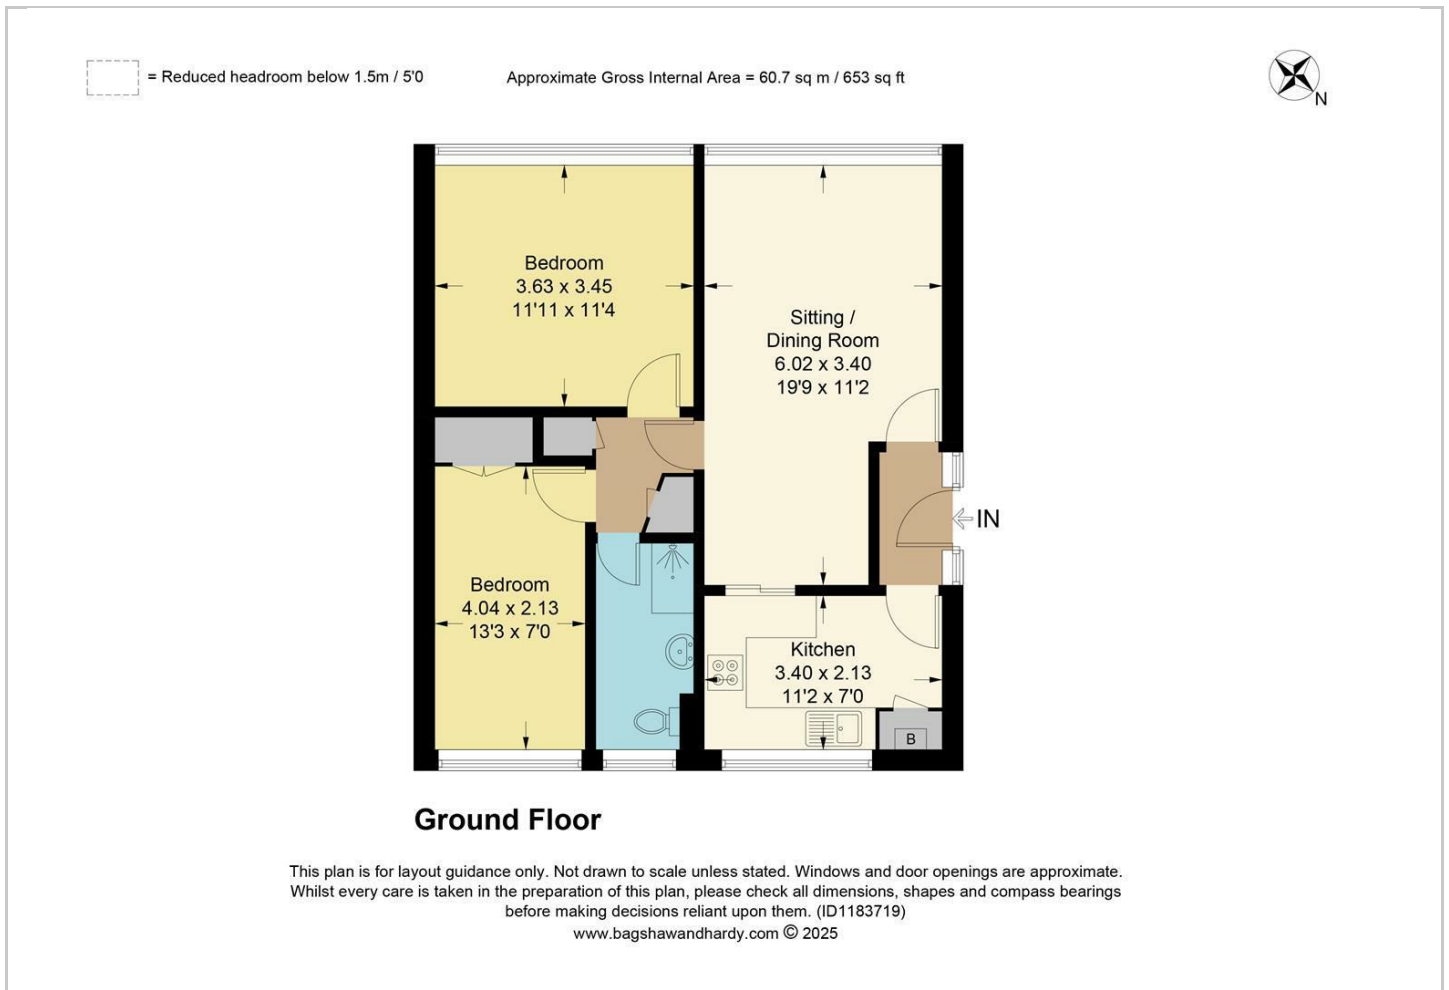 = Reduced headroom below 1.5m / 5'0
Approximate Gross Internal Area = 60.7 sq m / 653 sq ft
N
Bedroom
3.63 x 3.45
11'11 x 11'4
Sitting /
Dining Room
6.02 x 3.40
19'9 x 11'2
IN
Bedroom
4.04 x 2.13
13'3 x 7'0
Kitchen
3.40 x 2.13
11'2 x 7'0
B
Ground Floor
This plan is for layout guidance only. Not drawn to scale unless stated. Windows and door openings are approximate.
Whilst every care is taken in the preparation of this plan, please check all dimensions, shapes and compass bearings
before making decisions reliant upon them. (ID1183719)
www.bagshawandhardy.com © 2025